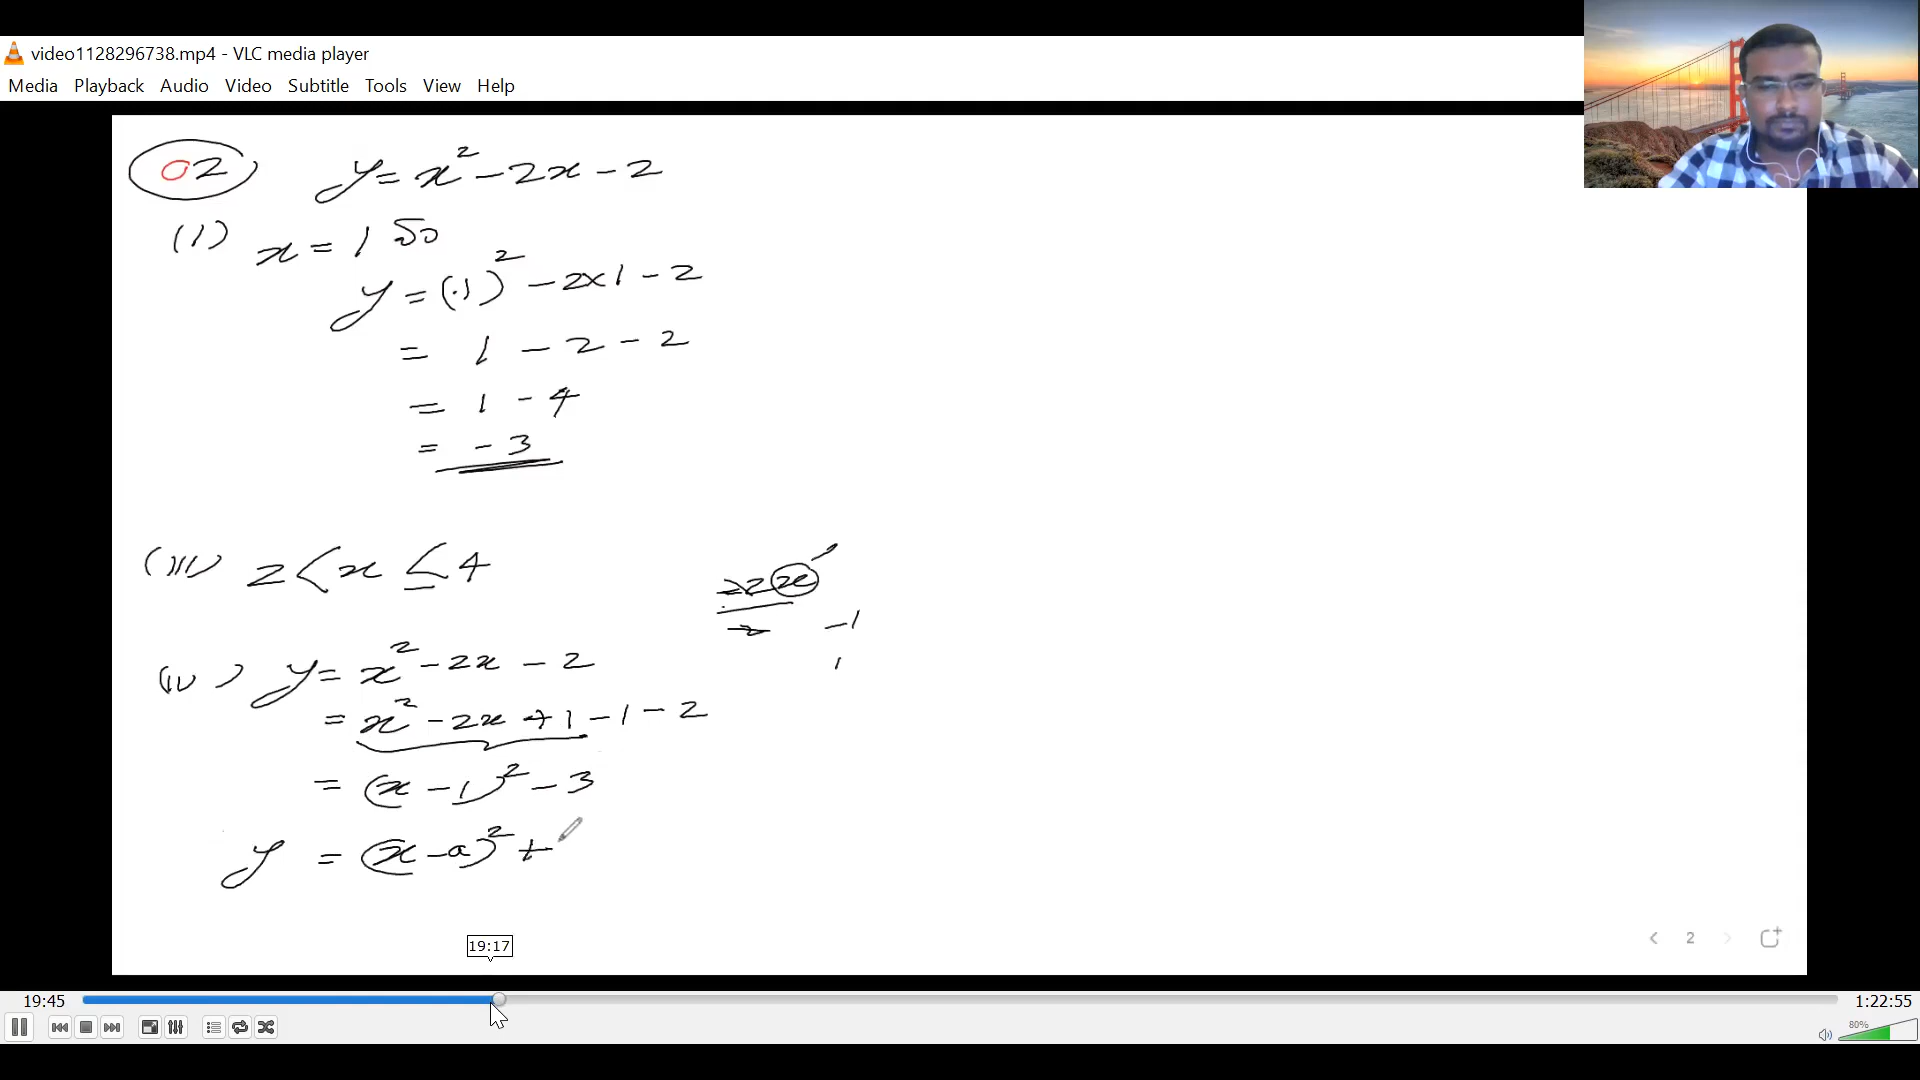 video1128296738.mp4 - VLC media player
Media Playback Audio Video Subtitle Tools View Help
02 y = x² - 2x - 2
(i) x = 1
y = (1)² - 2x1 - 2
= 1 - 2 - 2
= 1 - 4
= - 3
(iii) 2 < x ≤ 4
-1
1
(iv) y = x² - 2x - 2
= x² - 2x + 1 - 1 - 2
= (x - 1)² - 3
y = (x - a)² +
2
19:17
19:45
1:22:55
80%